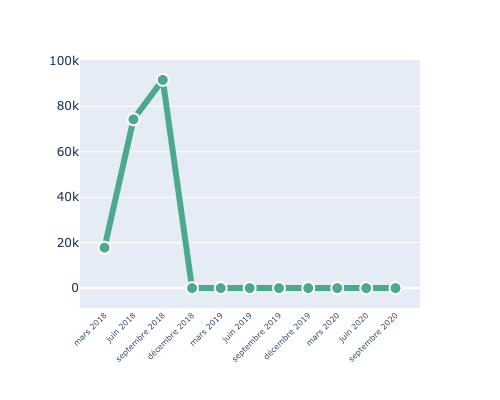 100k
80k
60k
40k
20k
0
mars 2018
juin 2018
septembre 2018
décembre 2018
mars 2019
juin 2019
septembre 2019
décembre 2019
mars 2020
juin 2020
septembre 2020